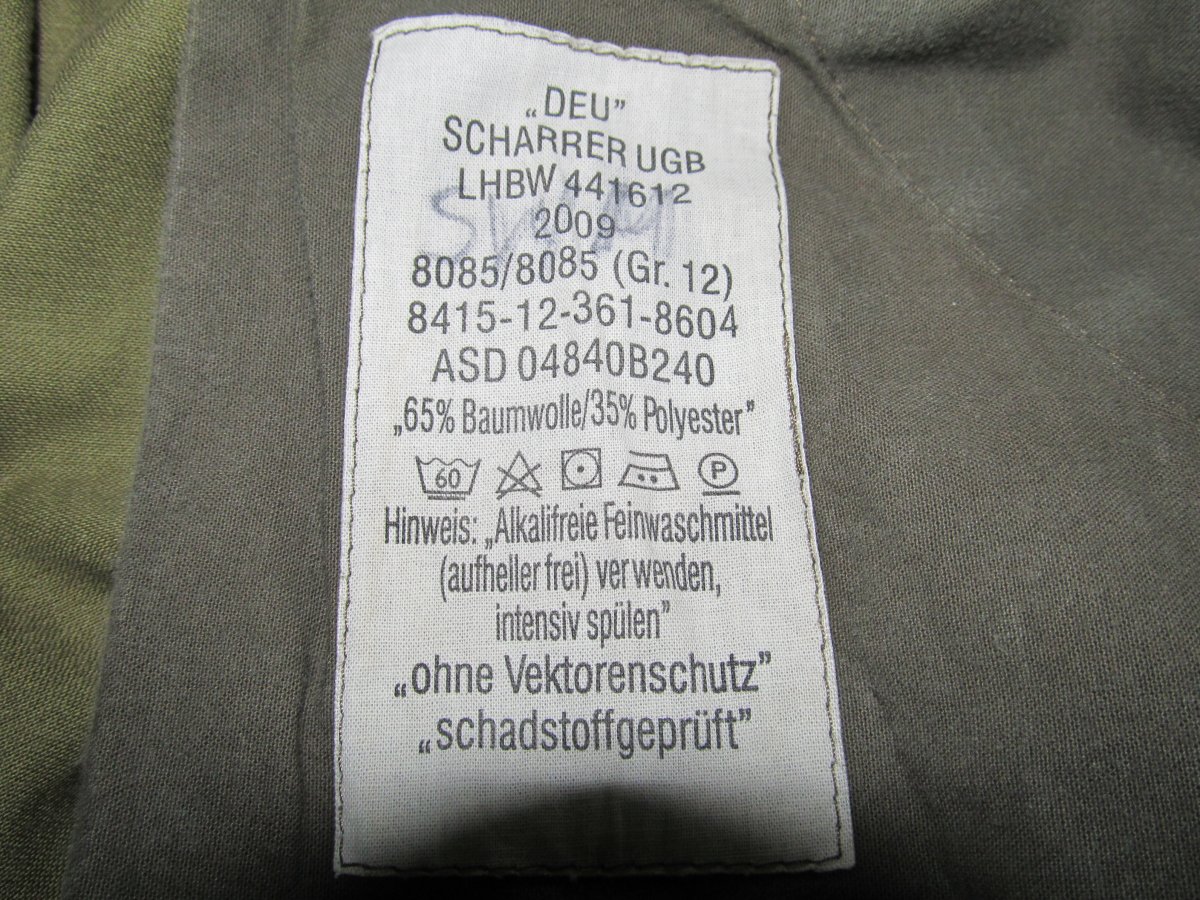 „DEU”
SCHARRER UGB
LHBW 441612
2009
8085/8085 (Gr. 12)
8415-12-361-8604
ASD 04840B240
„65% Baumwolle/35% Polyester”
60 P
Hinweis: „Alkalifreie Feinwaschmittel
(aufheller frei) ver wenden,
intensiv spülen”
„ohne Vektorenschutz”
„schadstoffgeprüft”